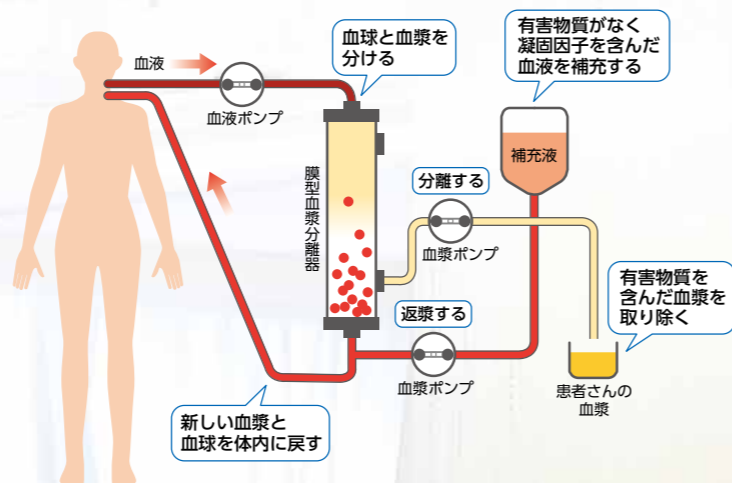 血液
血液ポンプ
血球と血漿を
分ける
有害物質がなく
凝固因子を含んだ
血液を補充する
補充液
膜型血漿分離器
分離する
血漿ポンプ
返漿する
血漿ポンプ
有害物質を
含んだ血漿を
取り除く
患者さんの
血漿
新しい血漿と
血球を体内に戻す